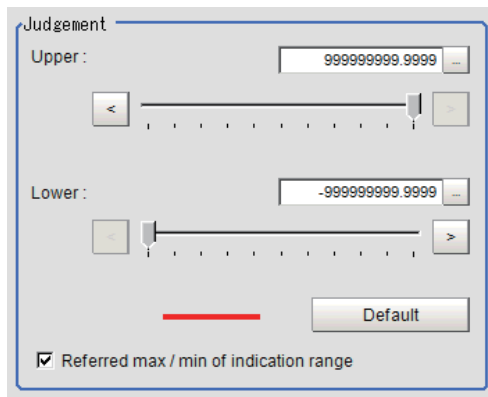 Judgement
Upper : 999999999.9999 ...
< >
Lower : -999999999.9999 ...
< >
Default
Referred max / min of indication range